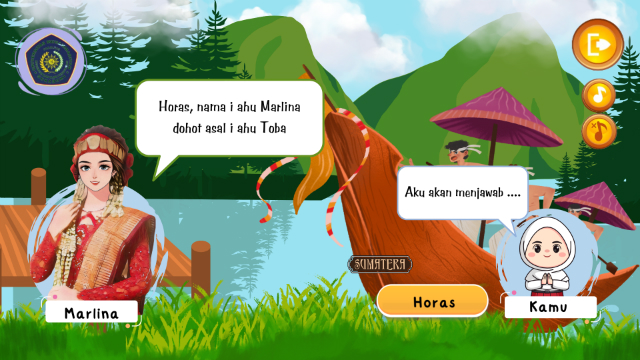 Horas, nama i ahu Marlina
dohot asal i ahu Toba
Aku akan menjawab ....
SUMATERA
Horas
Marlina
Kamu